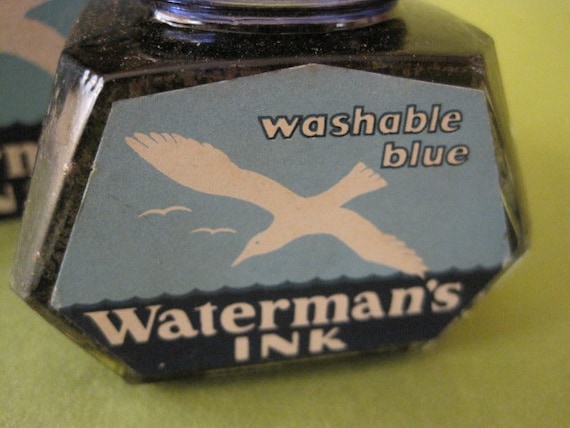 washable
blue
Waterman's
INK